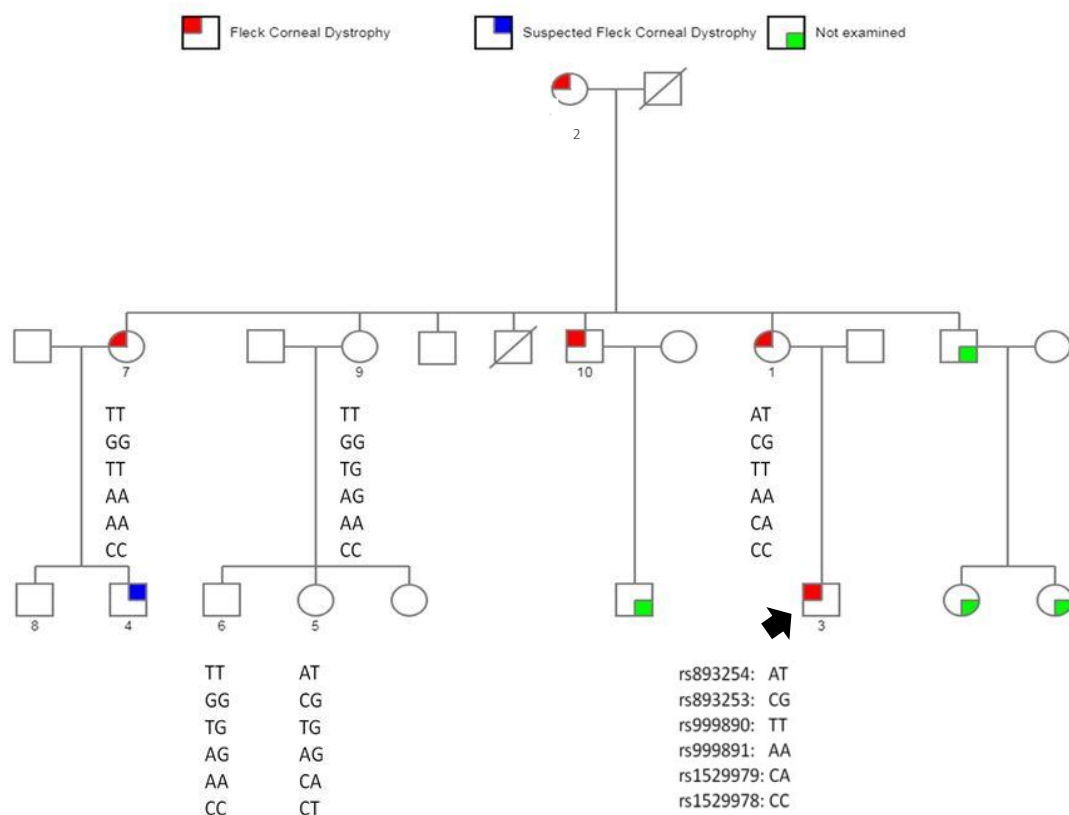 Fleck Corneal Dystrophy Suspected Fleck Corneal Dystrophy Not examined
2
7 9 10 1
TT TT AT
GG GG CG
TT TG TT
AA AG AA
AA AA CA
CC CC CC
8 4 6 5 3
TT AT rs893254: AT
GG CG rs893253: CG
TG TG rs999890: TT
AG AG rs999891: AA
AA CA rs1529979: CA
CC CT rs1529978: CC